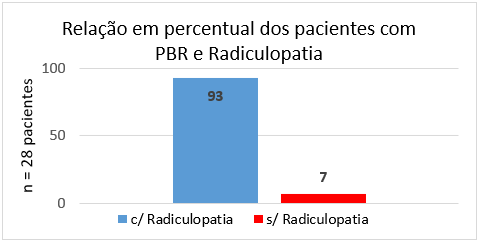 Relação em percentual dos pacientes com
PBR e Radiculopatia
n = 28 pacientes
100
50
0
93
7
c/ Radiculopatia
s/ Radiculopatia